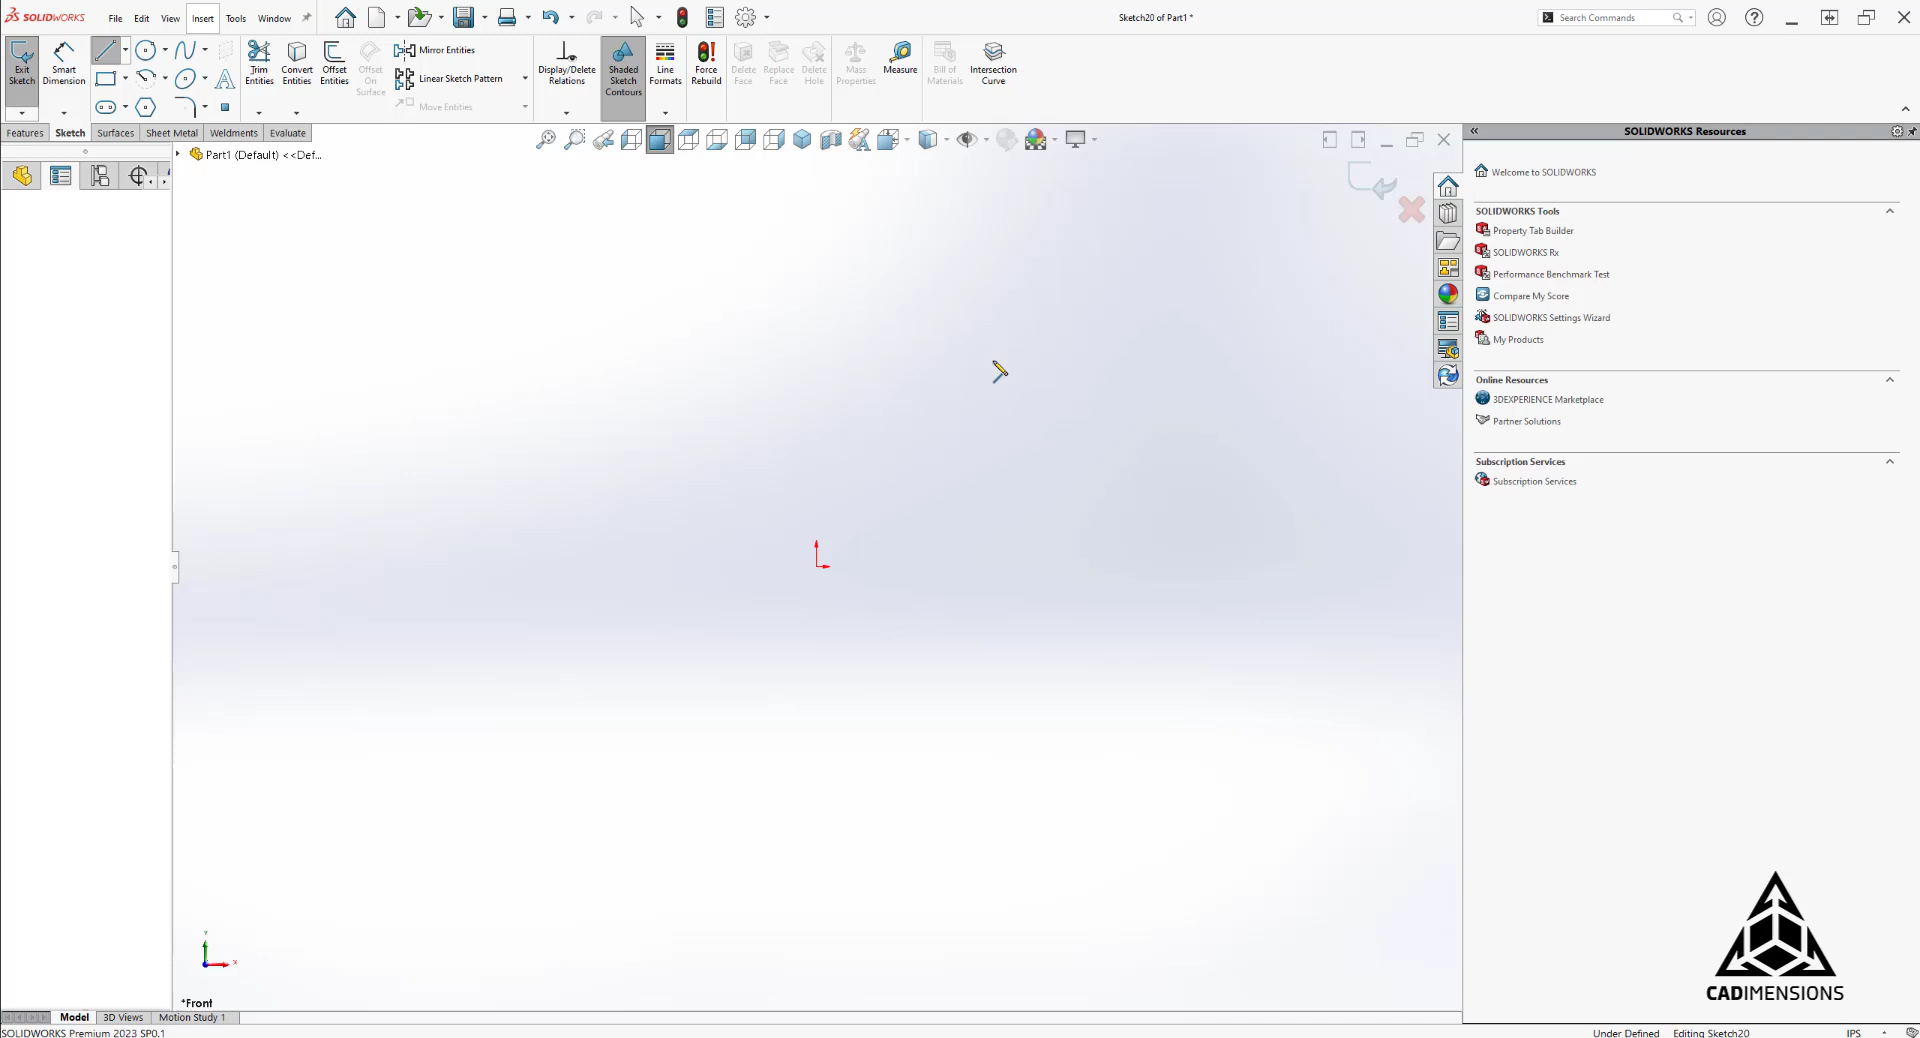 SOLIDWORKS
File
Edit
View
Insert
Tools
Window
Sketch20 of Part1 *
Search Commands
Exit
Sketch
Smart
Dimension
Trim
Entities
Convert
Entities
Offset
Entities
Offset
On
Surface
Mirror Entities
Linear Sketch Pattern
Move Entities
Display/Delete
Relations
Shaded
Sketch
Contours
Line
Formats
Force
Rebuild
Delete
Face
Replace
Face
Delete
Hole
Mass
Properties
Measure
Bill of
Materials
Intersection
Curve
Features
Sketch
Surfaces
Sheet Metal
Weldments
Evaluate
Part1 (Default) <<Def...
SOLIDWORKS Resources
Welcome to SOLIDWORKS
SOLIDWORKS Tools
Property Tab Builder
SOLIDWORKS Rx
Performance Benchmark Test
Compare My Score
SOLIDWORKS Settings Wizard
My Products
Online Resources
3DEXPERIENCE Marketplace
Partner Solutions
Subscription Services
Subscription Services
CADIMENSIONS
Y
X
*Front
Model
3D Views
Motion Study 1
SOLIDWORKS Premium 2023 SP0.1
Under Defined
Editing Sketch20
IPS